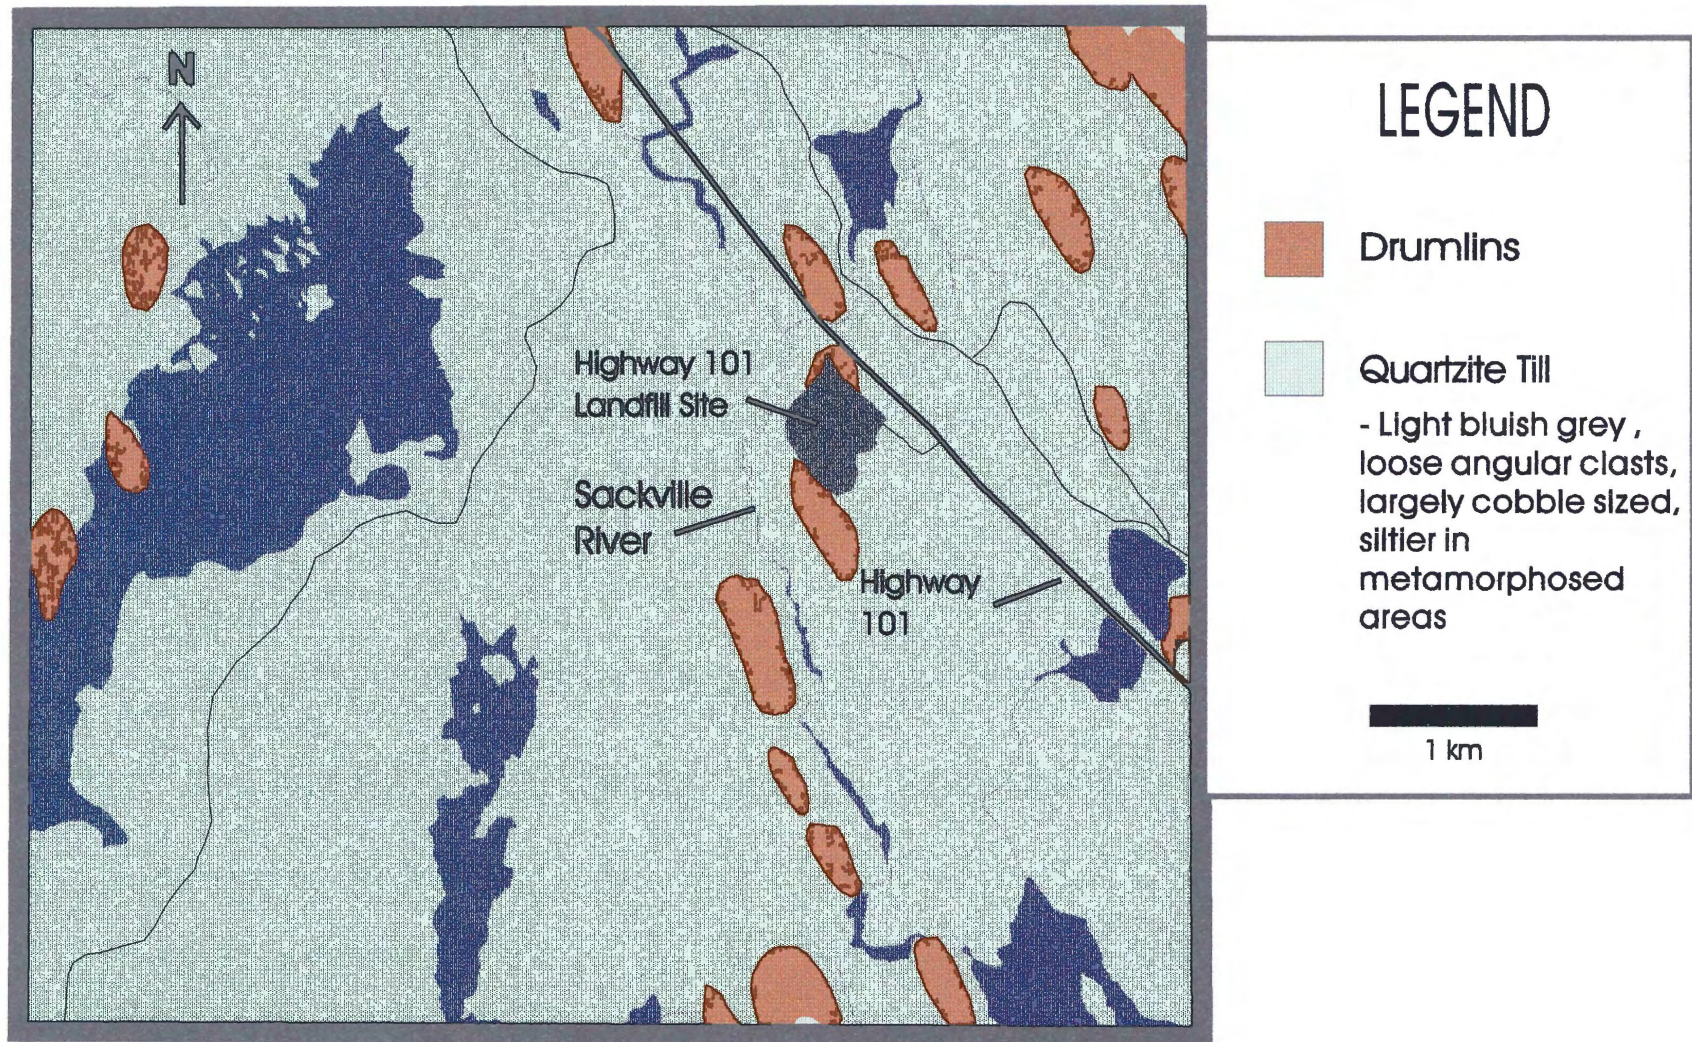 N
Highway 101
Landfill Site
Sackville
River
Highway
101
LEGEND
Drumlins
Quartzite Till
- Light bluish grey ,
loose angular clasts,
largely cobble sized,
siltier in
metamorphosed
areas
1 km